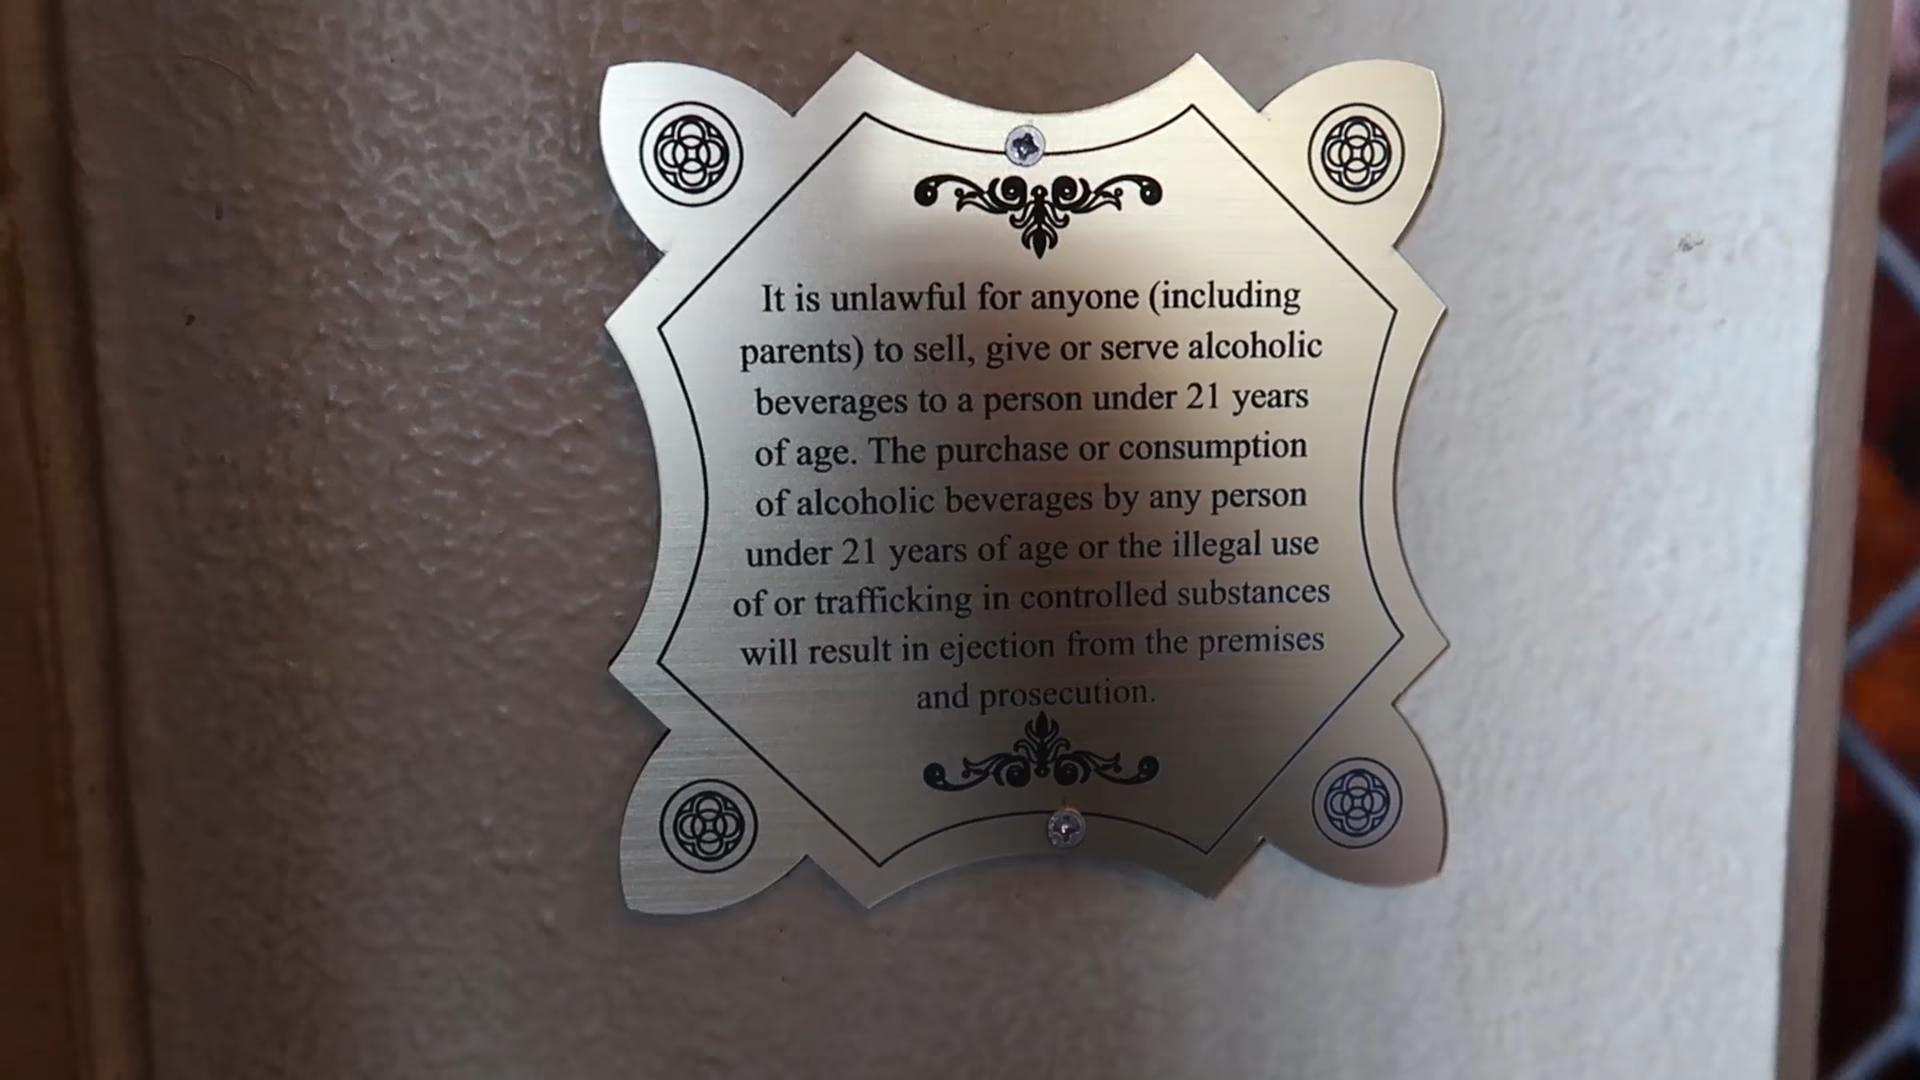 It is unlawful for anyone (including
parents) to sell, give or serve alcoholic
beverages to a person under 21 years
of age. The purchase or consumption
of alcoholic beverages by any person
under 21 years of age or the illegal use
of or trafficking in controlled substances
will result in ejection from the premises
and prosecution.